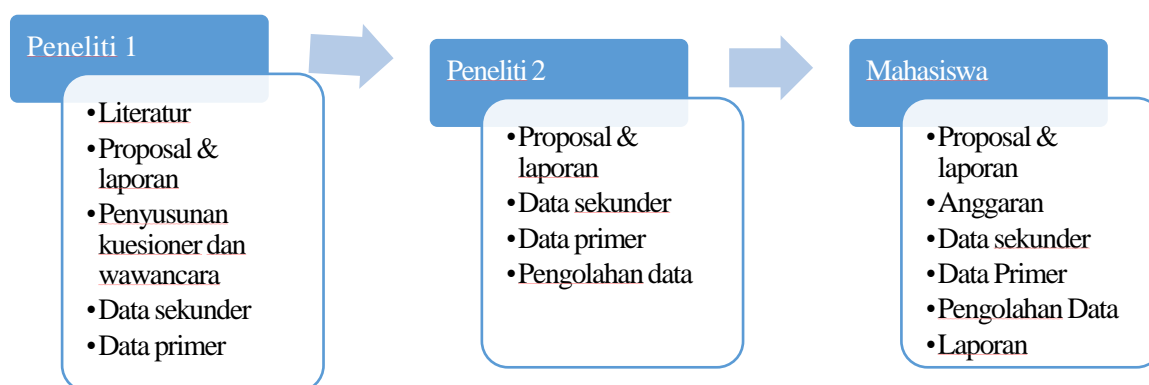 Peneliti 1
•Literatur
•Proposal &
laporan
•Penyusunan
kuesioner dan
wawancara
•Data sekunder
•Data primer
Peneliti 2
•Proposal &
laporan
•Data sekunder
•Data primer
•Pengolahan data
Mahasiswa
•Proposal &
laporan
•Anggaran
•Data sekunder
•Data Primer
•Pengolahan Data
•Laporan